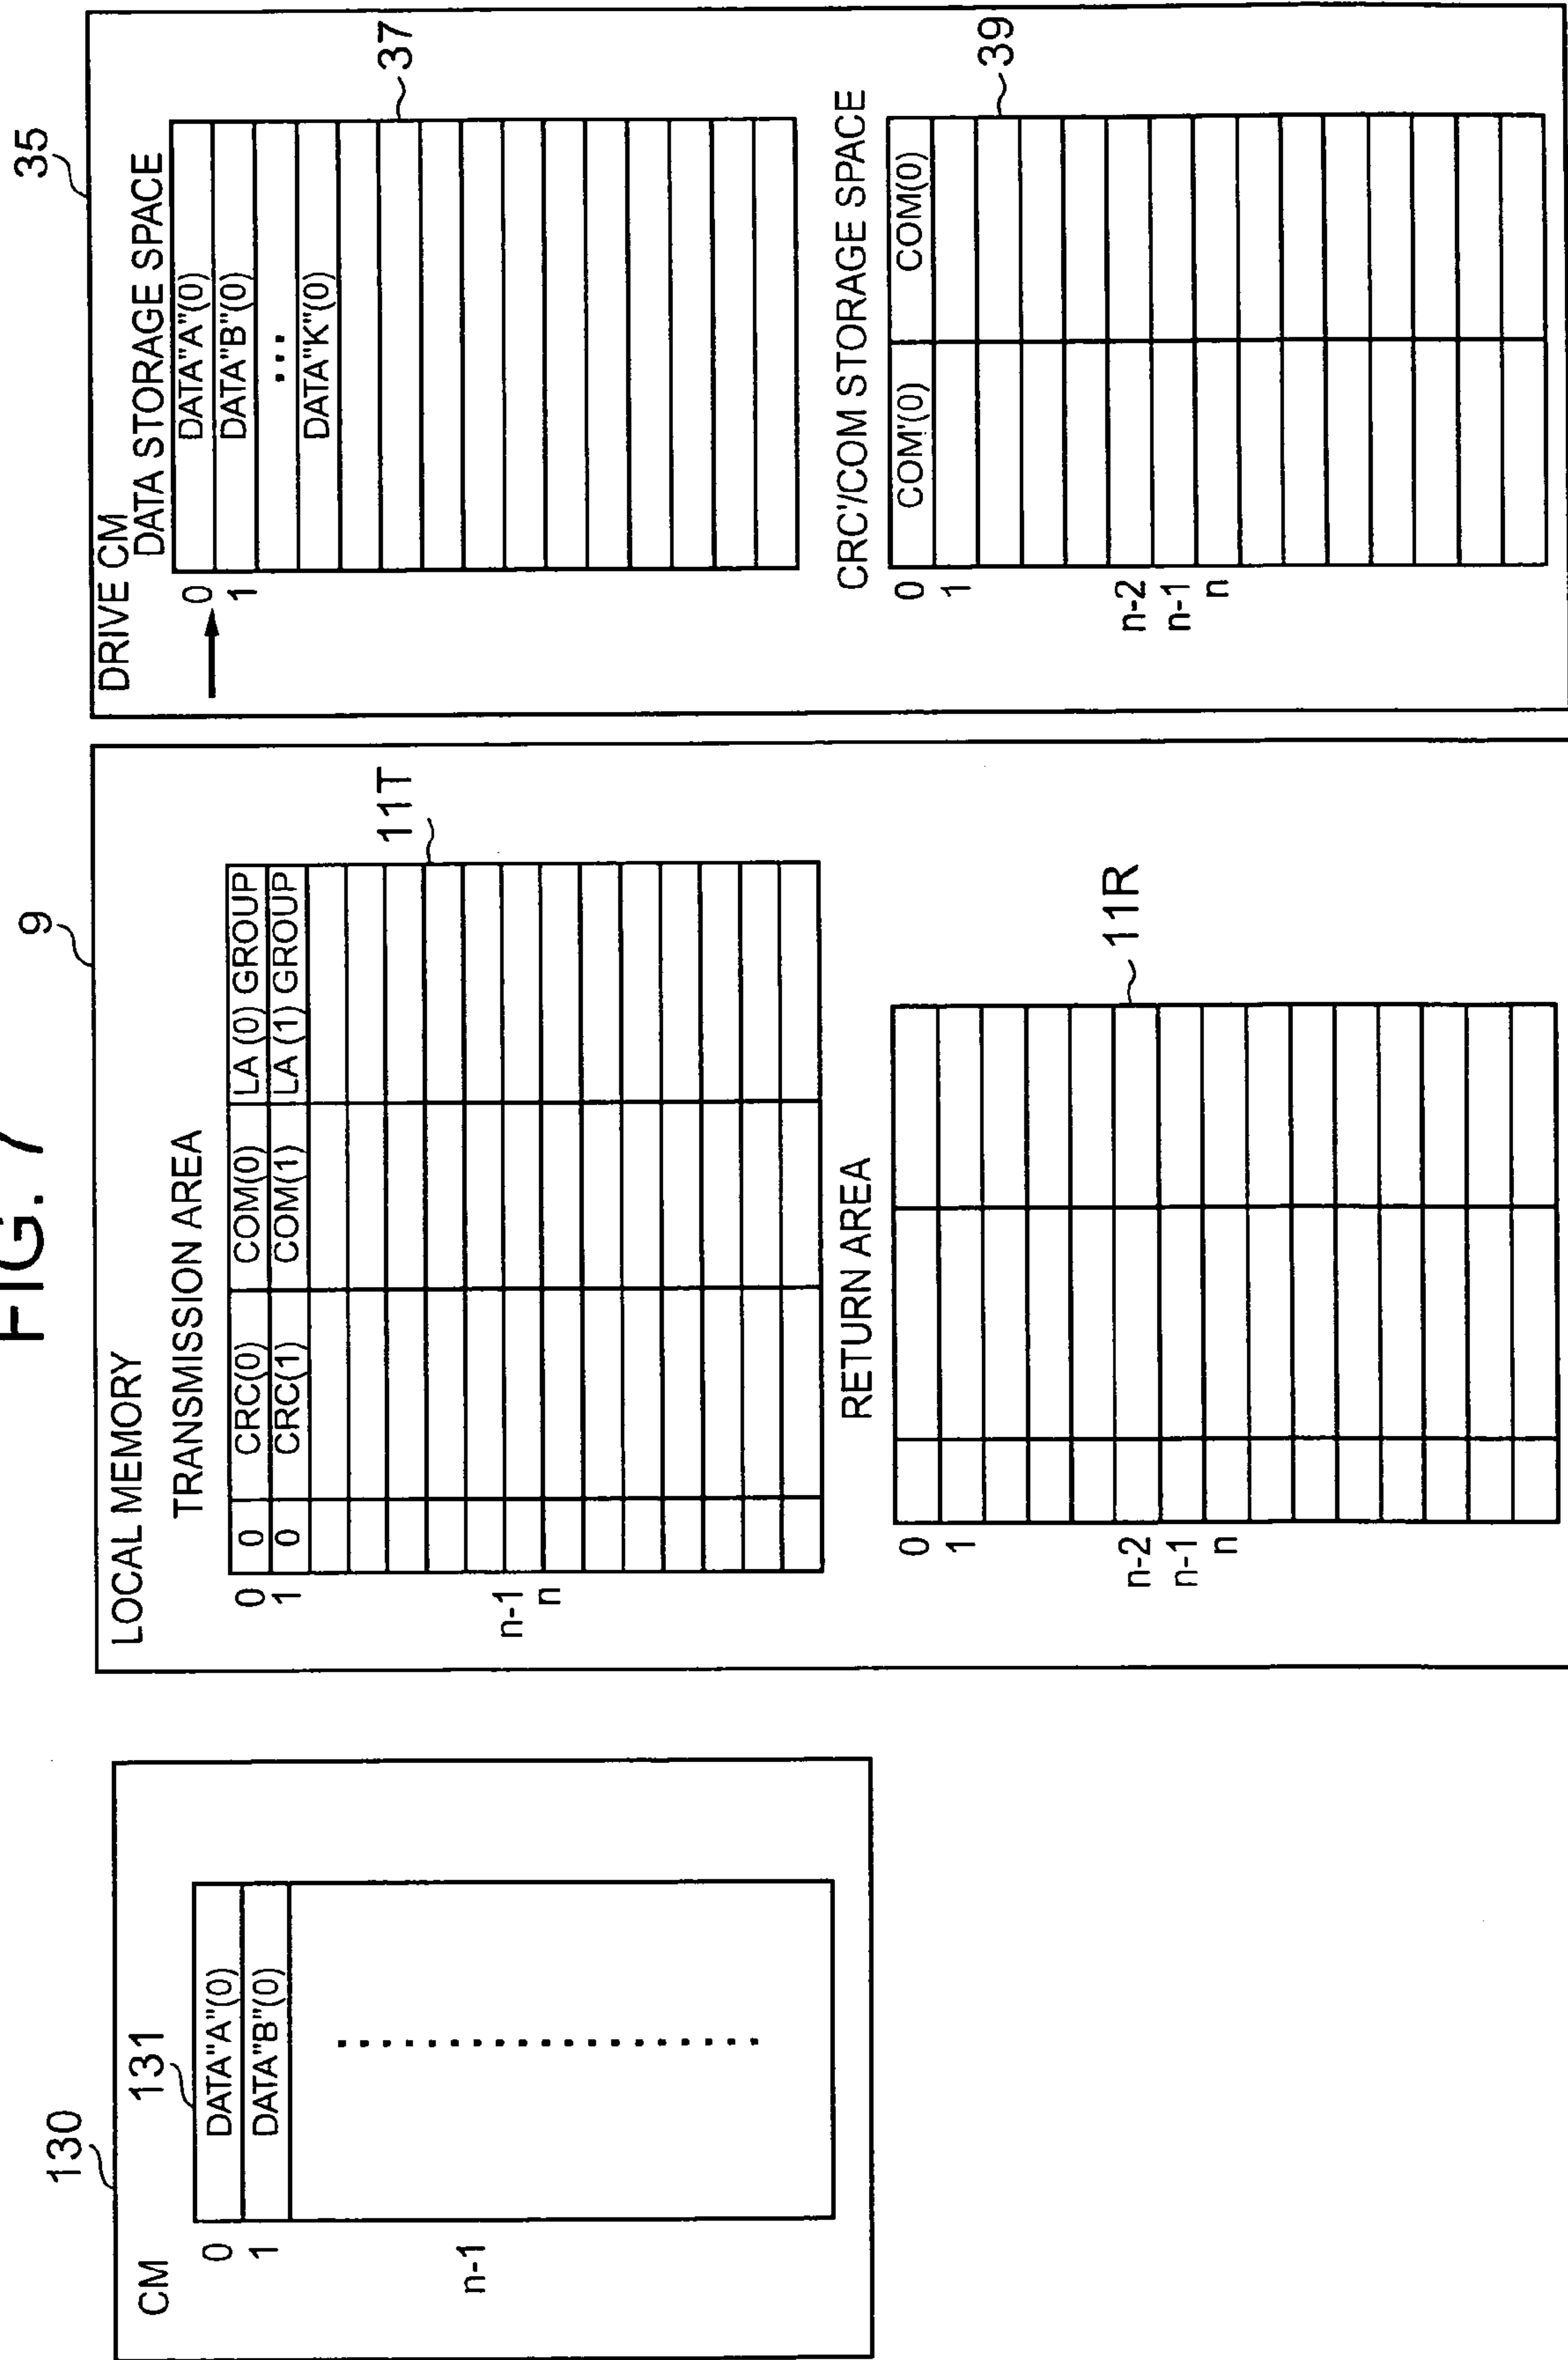 FIG. 7
130
CM
131
0 DATA"A"(0)
1 DATA"B"(0)
n-1
9
LOCAL MEMORY
TRANSMISSION AREA
0 0 CRC(0) COM(0) LA (0) GROUP
1 0 CRC(1) COM(1) LA (1) GROUP
11T
n-1
n
RETURN AREA
0
1
11R
n-2
n-1
n
35
DRIVE CM
DATA STORAGE SPACE
0 DATA"A"(0)
1 DATA"B"(0)
...
DATA"K"(0)
37
CRC'/COM STORAGE SPACE
0 COM'(0) COM(0)
1
39
n-2
n-1
n